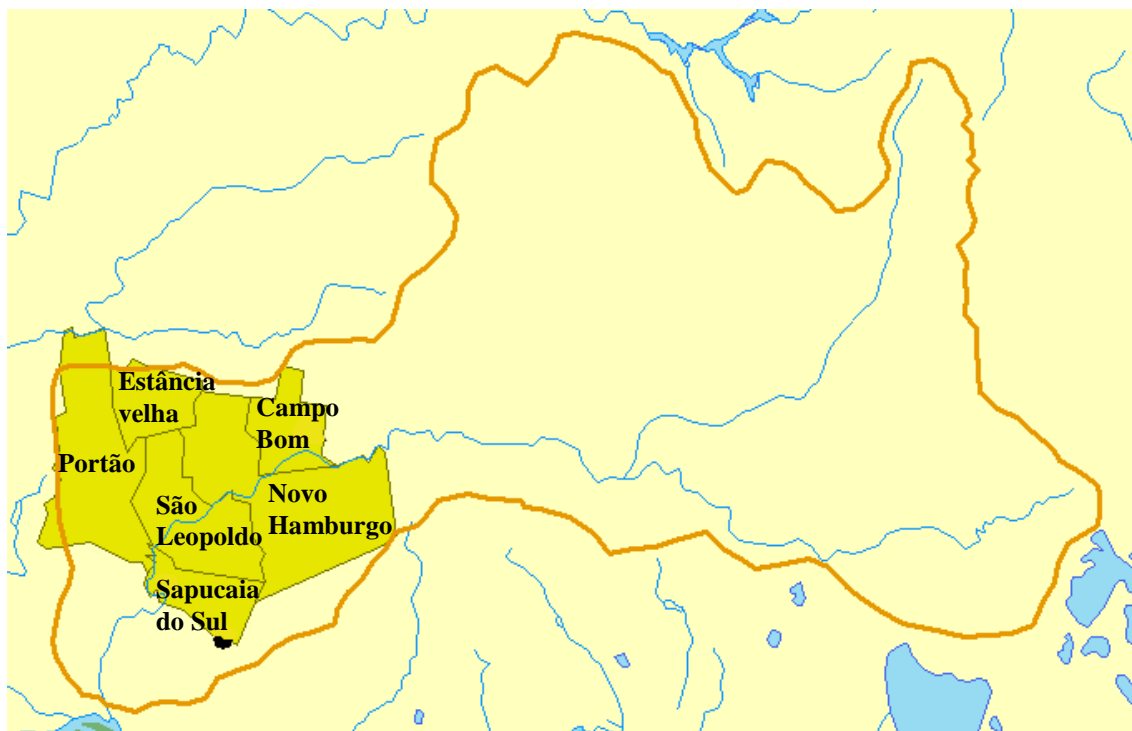 Estância
velha
Campo
Bom
Portão
São
Leopoldo
Novo
Hamburgo
Sapucaia
do Sul